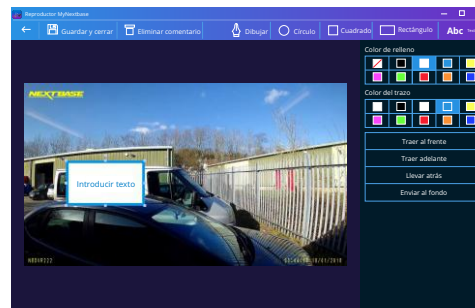 Reproductor MyNextbase
Guardar y cerrar
Eliminar comentario
Dibujar
Círculo
Cuadrado
Rectángulo
Abc
Color de relleno
NEXTBASE
Color del trazo
Traer al frente
Traer adelante
Llevar atrás
Enviar al fondo
Introducir texto